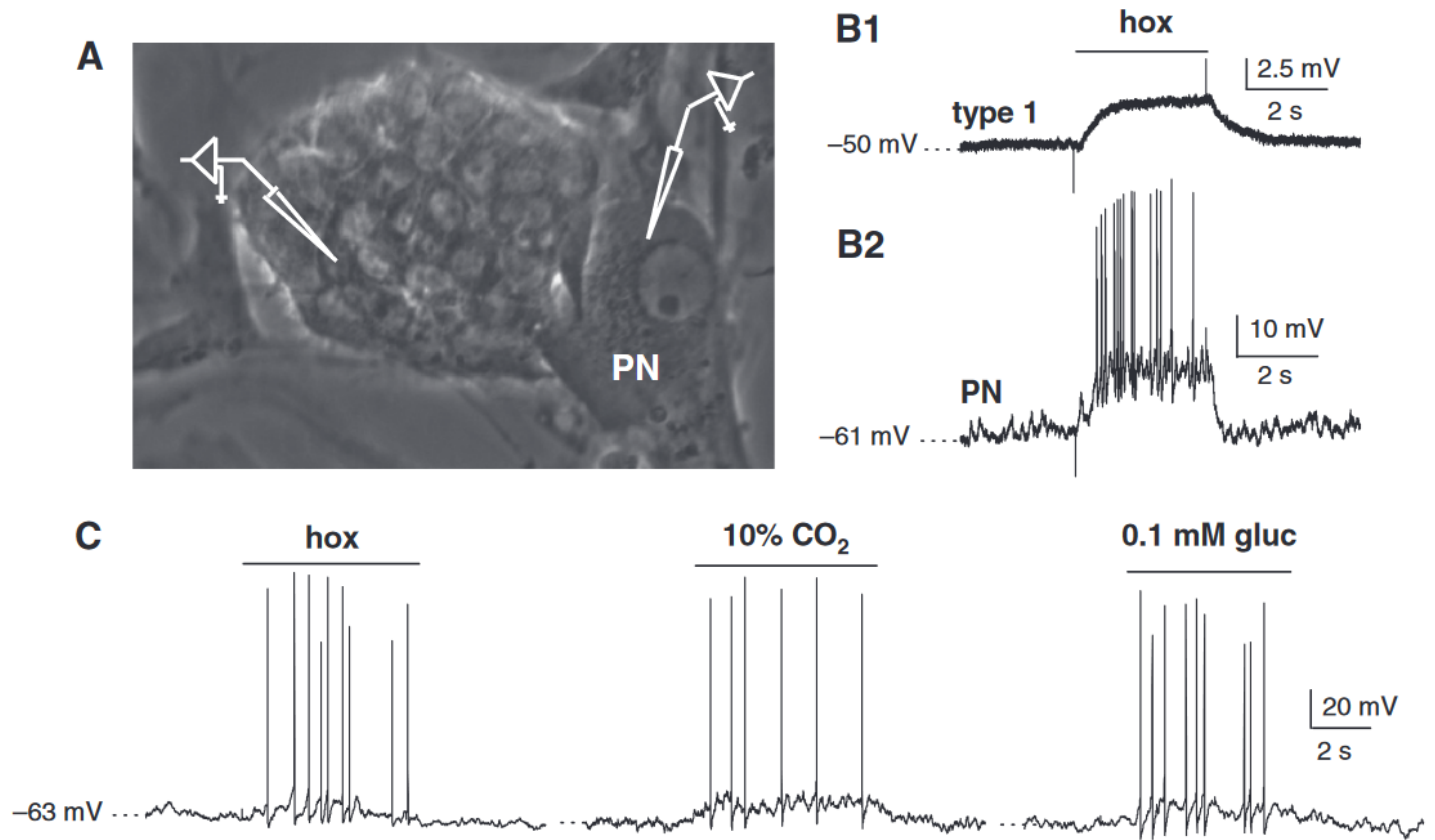 A
PN
B1
hox
2.5 mV
2 s
type 1
–50 mV
B2
10 mV
2 s
PN
–61 mV
C
hox
10% CO₂
0.1 mM gluc
20 mV
2 s
–63 mV